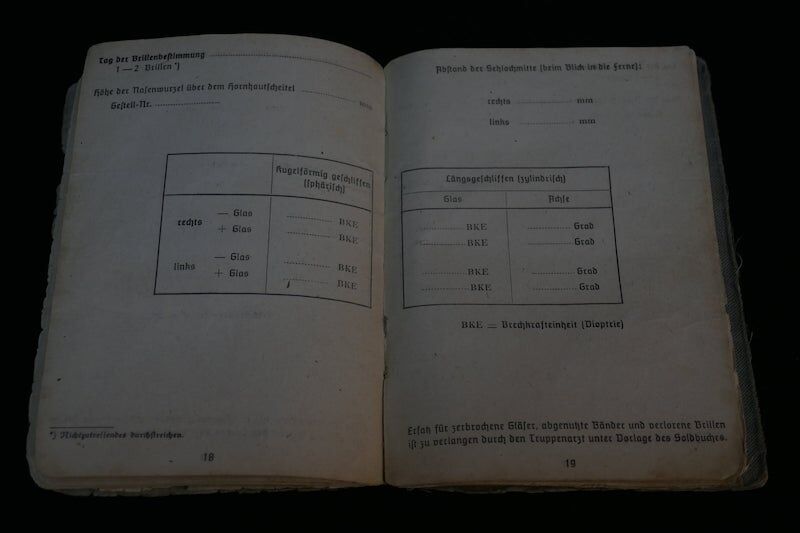 Tag der Brillenbestimmung ..............................
1 — 2 Brillen *)
Höhe der Nasenwurzel über dem Hornhautscheitel .................. mm
Gestell-Nr. ..................
Kugelförmig geschliffen
(sphärisch)
rechts — Glas ............ BKE
+ Glas ............ BKE
links — Glas ............ BKE
+ Glas ............ BKE
*) Nichtzutreffendes durchstreichen.
18
Abstand der Sehlochmitte (beim Blick in die Ferne):
rechts .................. mm
links .................. mm
Längsgeschliffen (zylindrisch)
Glas Achse
............ BKE ............ Grad
............ BKE ............ Grad
............ BKE ............ Grad
............ BKE ............ Grad
BKE = Brechkrafteinheit (Dioptrie)
Ersatz für zerbrochene Gläser, abgenutzte Bänder und verlorene Brillen
ist zu verlangen durch den Truppenarzt unter Vorlage des Soldbuches.
19